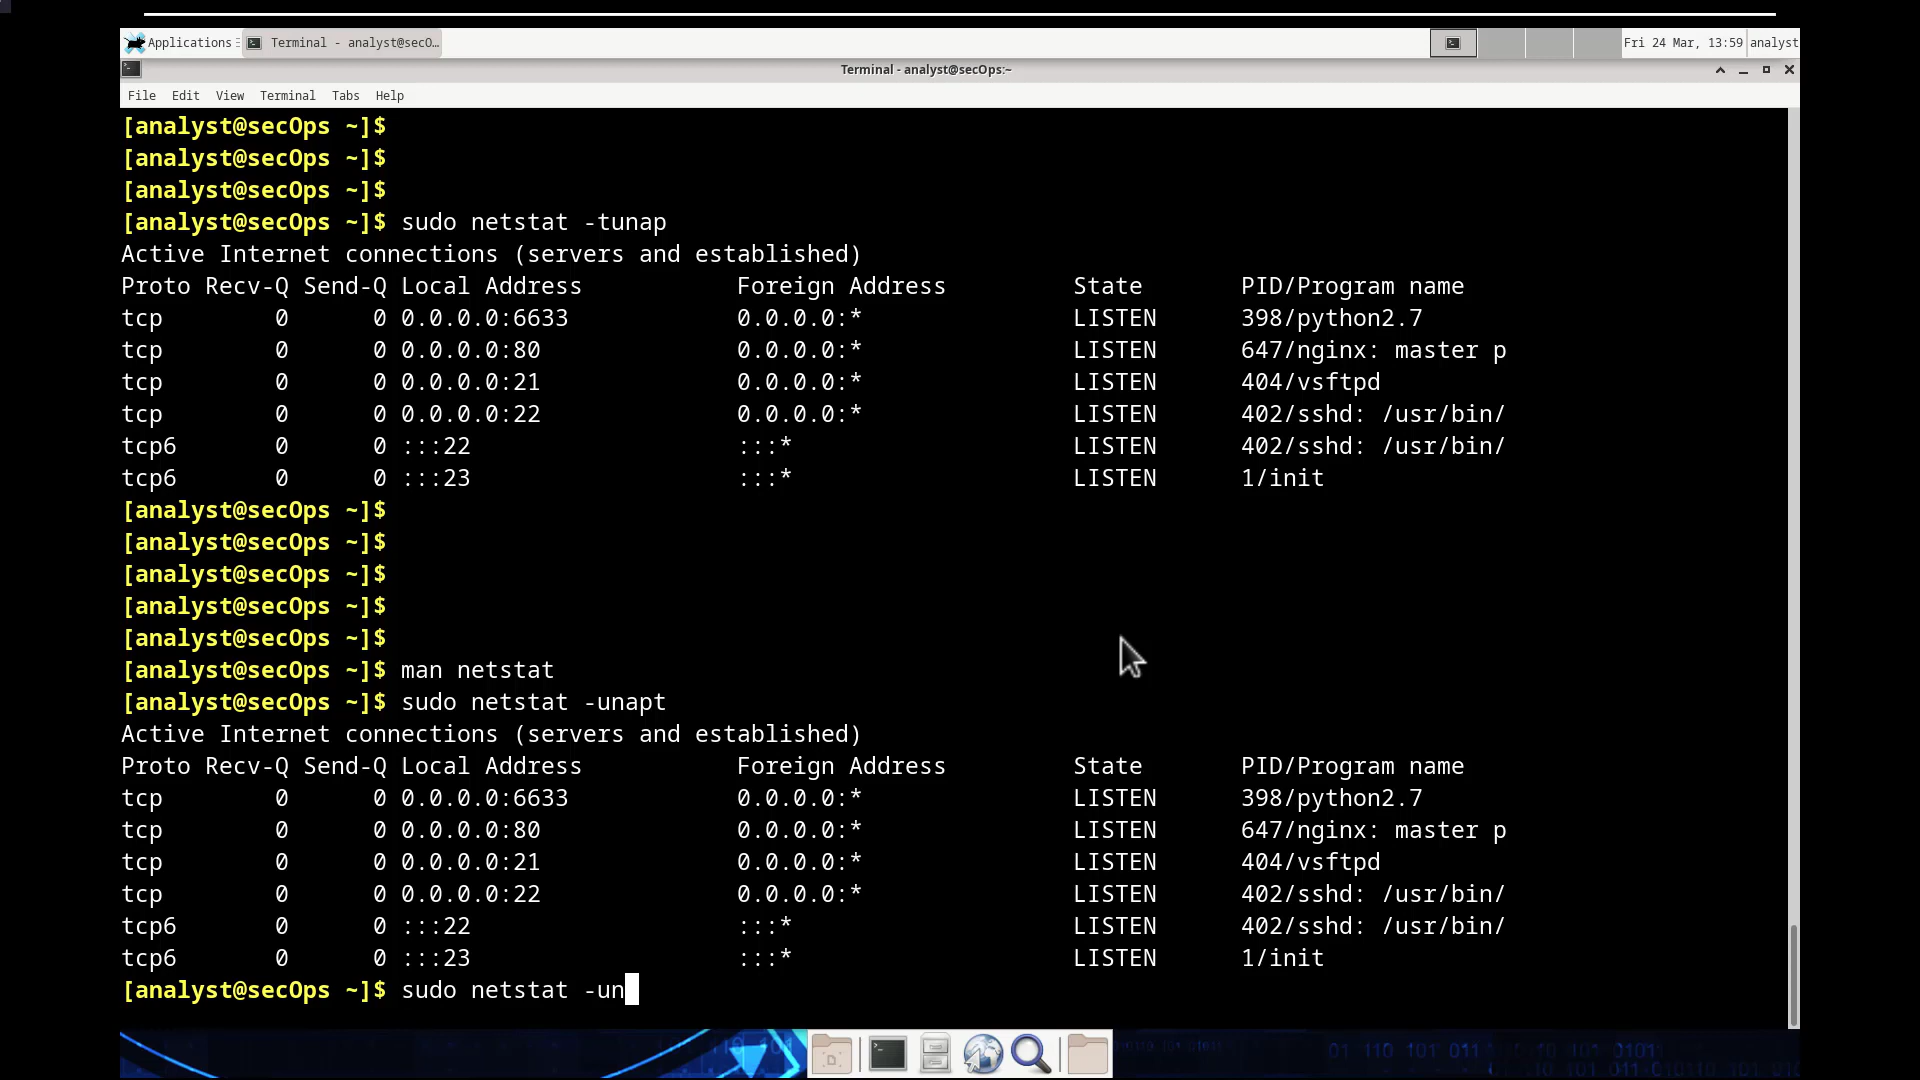 Applications Terminal - analyst@secO… Fri 24 Mar, 13:59 analyst
Terminal - analyst@secOps:~
File Edit View Terminal Tabs Help
[analyst@secOps ~]$
[analyst@secOps ~]$
[analyst@secOps ~]$
[analyst@secOps ~]$ sudo netstat -tunap
Active Internet connections (servers and established)
Proto Recv-Q Send-Q Local Address Foreign Address State PID/Program name
tcp 0 0 0.0.0.0:6633 0.0.0.0:* LISTEN 398/python2.7
tcp 0 0 0.0.0.0:80 0.0.0.0:* LISTEN 647/nginx: master p
tcp 0 0 0.0.0.0:21 0.0.0.0:* LISTEN 404/vsftpd
tcp 0 0 0.0.0.0:22 0.0.0.0:* LISTEN 402/sshd: /usr/bin/
tcp6 0 0 :::22 :::* LISTEN 402/sshd: /usr/bin/
tcp6 0 0 :::23 :::* LISTEN 1/init
[analyst@secOps ~]$
[analyst@secOps ~]$
[analyst@secOps ~]$
[analyst@secOps ~]$
[analyst@secOps ~]$
[analyst@secOps ~]$ man netstat
[analyst@secOps ~]$ sudo netstat -unapt
Active Internet connections (servers and established)
Proto Recv-Q Send-Q Local Address Foreign Address State PID/Program name
tcp 0 0 0.0.0.0:6633 0.0.0.0:* LISTEN 398/python2.7
tcp 0 0 0.0.0.0:80 0.0.0.0:* LISTEN 647/nginx: master p
tcp 0 0 0.0.0.0:21 0.0.0.0:* LISTEN 404/vsftpd
tcp 0 0 0.0.0.0:22 0.0.0.0:* LISTEN 402/sshd: /usr/bin/
tcp6 0 0 :::22 :::* LISTEN 402/sshd: /usr/bin/
tcp6 0 0 :::23 :::* LISTEN 1/init
[analyst@secOps ~]$ sudo netstat -un